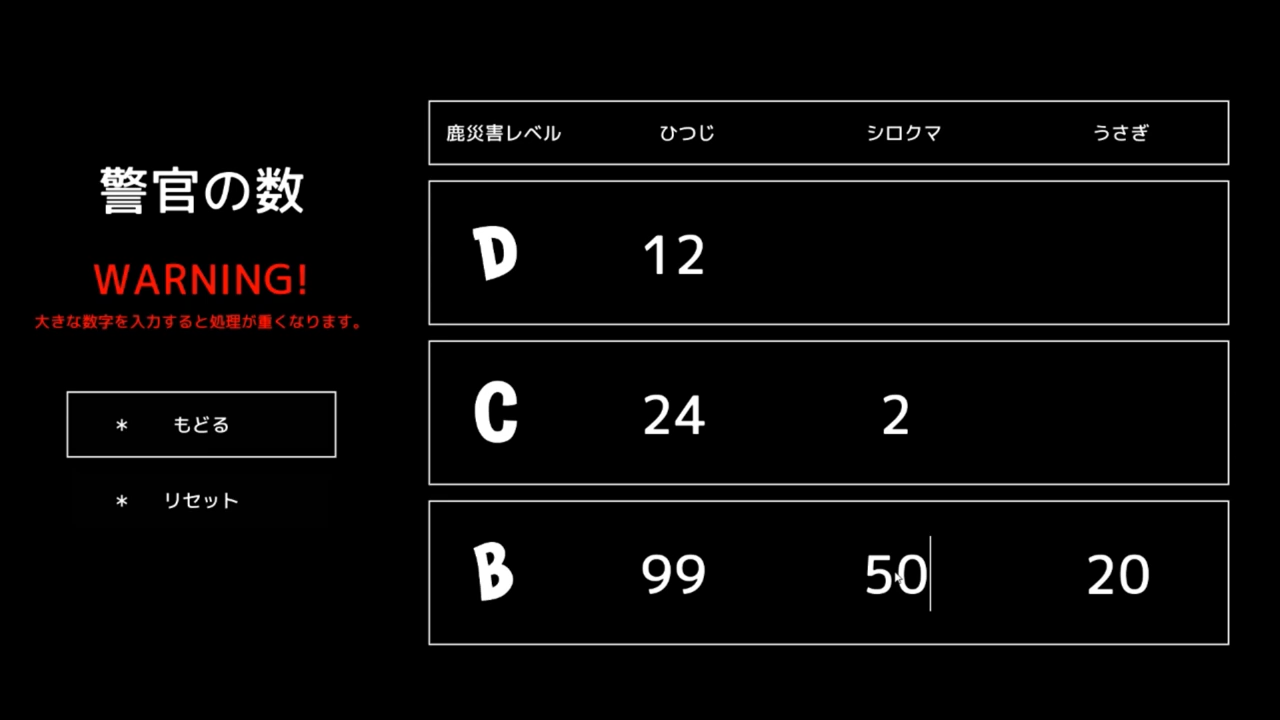 警官の数
WARNING!
大きな数字を入力すると処理が重くなります。
* もどる
* リセット
鹿災害レベル ひつじ シロクマ うさぎ
D 12
C 24 2
B 99 50 20